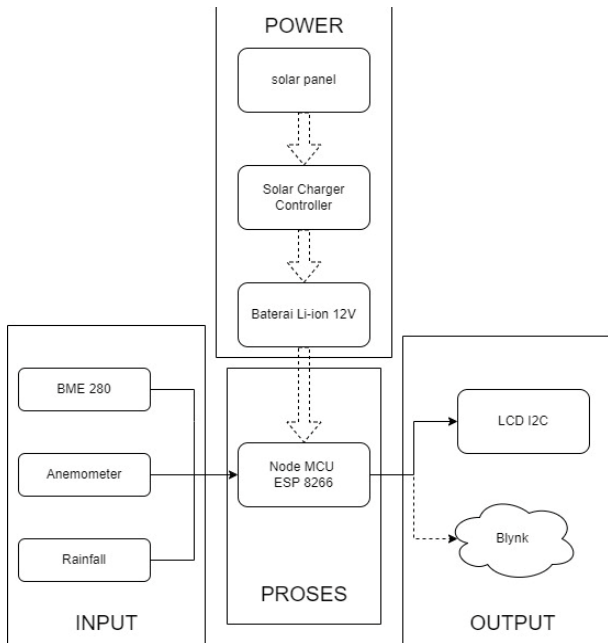 POWER
solar panel
Solar Charger
Controller
Baterai Li-ion 12V
BME 280
Anemometer
Rainfall
INPUT
Node MCU
ESP 8266
PROSES
LCD I2C
Blynk
OUTPUT